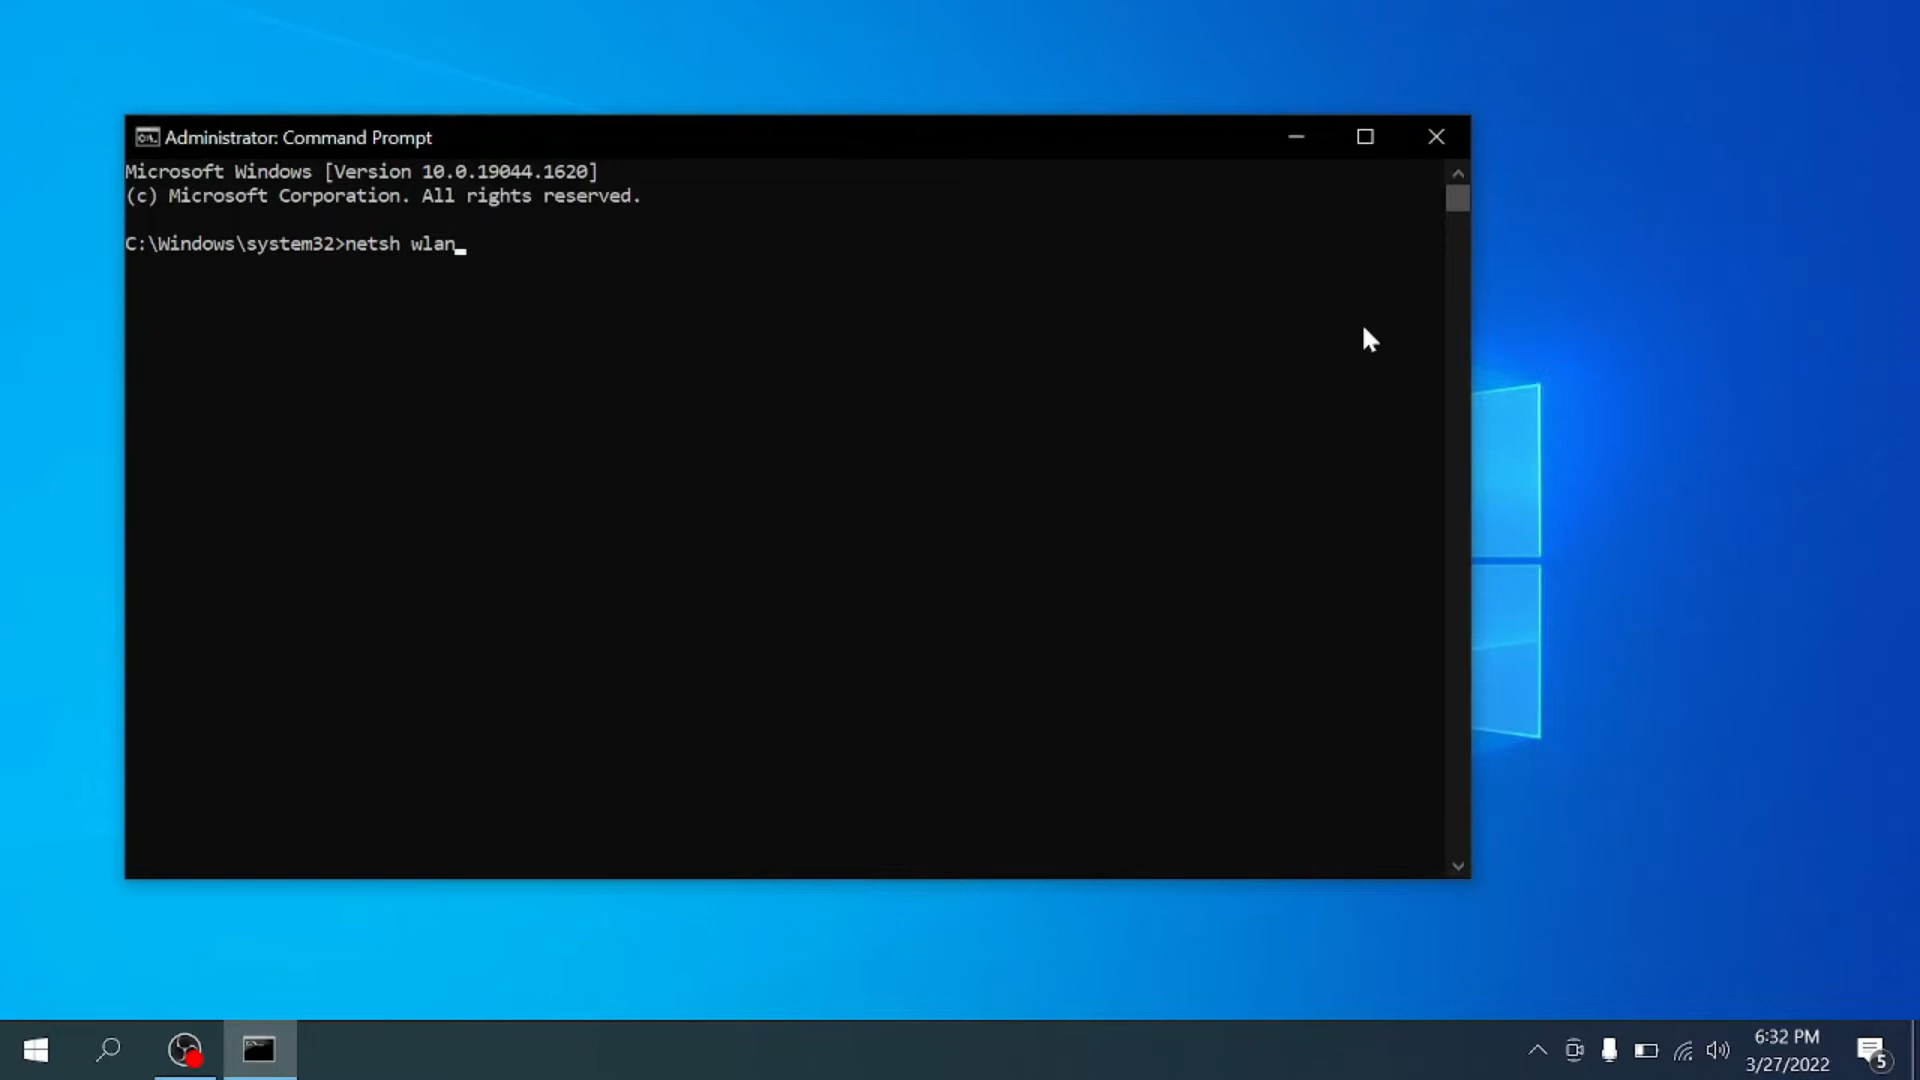 Administrator: Command Prompt
Microsoft Windows [Version 10.0.19044.1620]
(c) Microsoft Corporation. All rights reserved.
C:\Windows\system32>netsh wlan
6:32 PM
3/27/2022
5